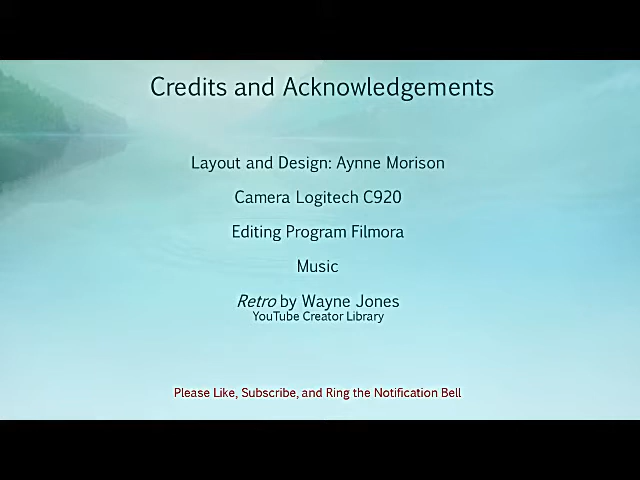 Credits and Acknowledgements
Layout and Design: Aynne Morison
Camera Logitech C920
Editing Program Filmora
Music
Retro by Wayne Jones
YouTube Creator Library
Please Like, Subscribe, and Ring the Notification Bell